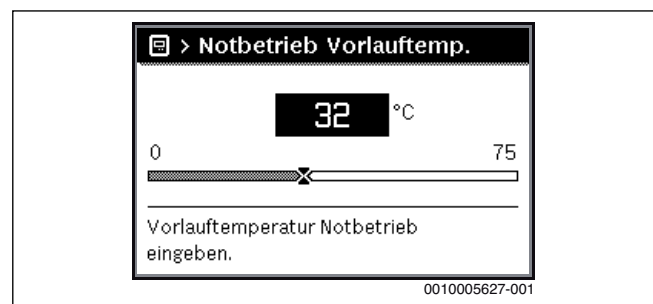 > Notbetrieb Vorlauftemp.
32 °C
0 75
Vorlauftemperatur Notbetrieb
eingeben.
0010005627-001